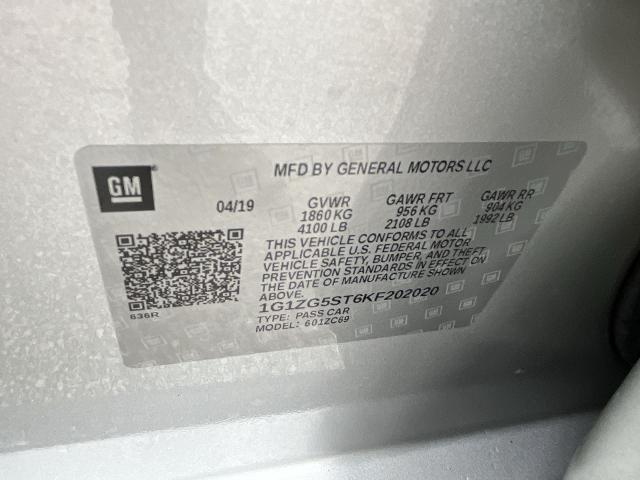 GM
MFD BY GENERAL MOTORS LLC
04/19 GVWR GAWR FRT GAWR RR
1860 KG 956 KG 904 KG
4100 LB 2108 LB 1992 LB
THIS VEHICLE CONFORMS TO ALL
APPLICABLE U.S. FEDERAL MOTOR
VEHICLE SAFETY, BUMPER, AND THEFT
PREVENTION STANDARDS IN EFFECT ON
THE DATE OF MANUFACTURE SHOWN
ABOVE.
1G1ZG5ST6KF202020
TYPE: PASS CAR
MODEL: 601ZC69
636R